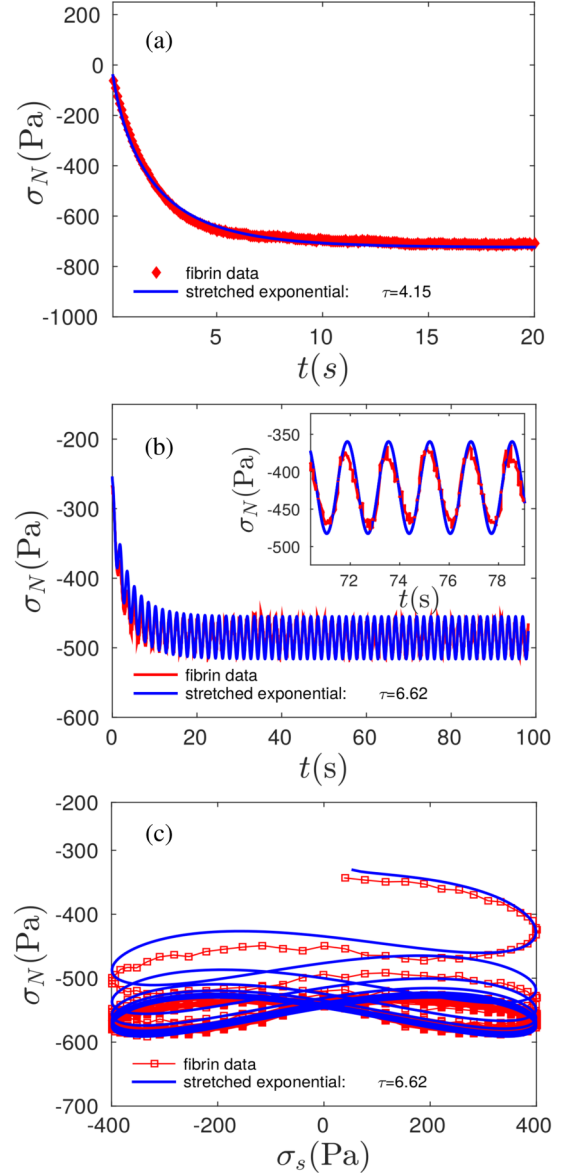 200
(a)
0
-200
-400
-600
-800
-1000
σ_N(Pa)
fibrin data
stretched exponential: τ=4.15
5 10 15 20
t(s)
-200
(b)
-300
-400
-500
-600
σ_N(Pa)
-350
-400
-450
-500
σ_N(Pa)
72 74 76 78
t(s)
fibrin data
stretched exponential: τ=6.62
0 20 40 60 80 100
t(s)
-200
(c)
-300
-400
-500
-600
-700
σ_N(Pa)
fibrin data
stretched exponential: τ=6.62
-400 -200 0 200 400
σ_s(Pa)